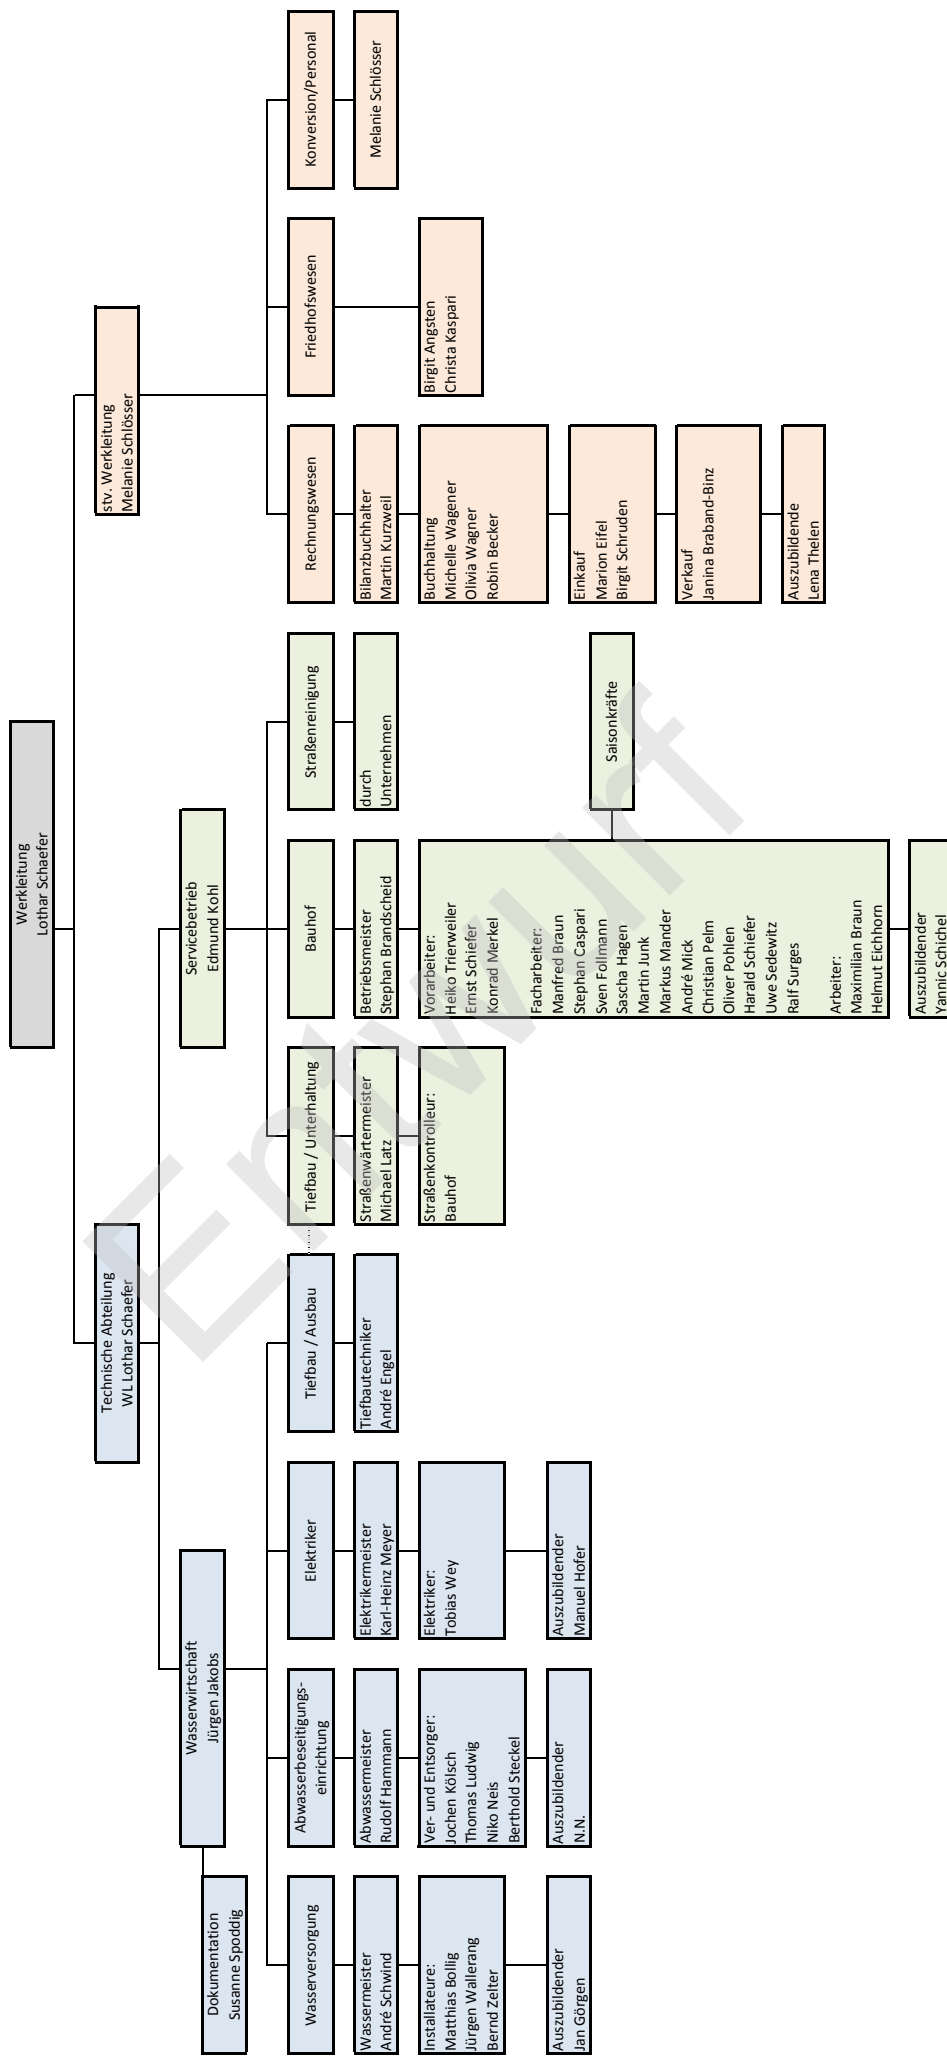 Werkleitung
Lothar Schaefer
Technische Abteilung
WL Lothar Schaefer
stv. Werkleitung
Melanie Schlösser
Wasserwirtschaft
Jürgen Jakobs
Servicebetrieb
Edmund Kohl
Dokumentation
Susanne Spoddig
Wasserversorgung
Wassermeister
André Schwind
Installateure:
Matthias Bollig
Jürgen Wallerang
Bernd Zelter
Auszubildender
Jan Görgen
Abwasserbeseitigungs-
einrichtung
Abwassermeister
Rudolf Hammann
Ver- und Entsorger:
Jochen Kölsch
Thomas Ludwig
Niko Neis
Berthold Steckel
Auszubildender
N.N.
Elektriker
Elektrikermeister
Karl-Heinz Meyer
Elektriker:
Tobias Wey
Auszubildender
Manuel Hofer
Tiefbau / Ausbau
Tiefbautechniker
André Engel
Tiefbau / Unterhaltung
Straßenwärtermeister
Michael Latz
Straßenkontrolleur:
Bauhof
Bauhof
Betriebsmeister
Stephan Brandscheid
Vorarbeiter:
Heiko Trierweiler
Ernst Schiefer
Konrad Merkel
Facharbeiter:
Manfred Braun
Stephan Caspari
Sven Follmann
Sascha Hagen
Martin Junk
Markus Mander
André Mick
Christian Pelm
Oliver Pohlen
Harald Schiefer
Uwe Sedewitz
Ralf Surges
Arbeiter:
Maximilian Braun
Helmut Eichhorn
Auszubildender
Yannic Schichel
Saisonkräfte
Straßenreinigung
durch
Unternehmen
Rechnungswesen
Bilanzbuchhalter
Martin Kurzweil
Buchhaltung
Michelle Wagener
Olivia Wagner
Robin Becker
Einkauf
Marion Eifel
Birgit Schruden
Verkauf
Janina Braband-Binz
Auszubildende
Lena Thelen
Friedhofswesen
Birgit Angsten
Christa Kaspari
Konversion/Personal
Melanie Schlösser
Entwurf